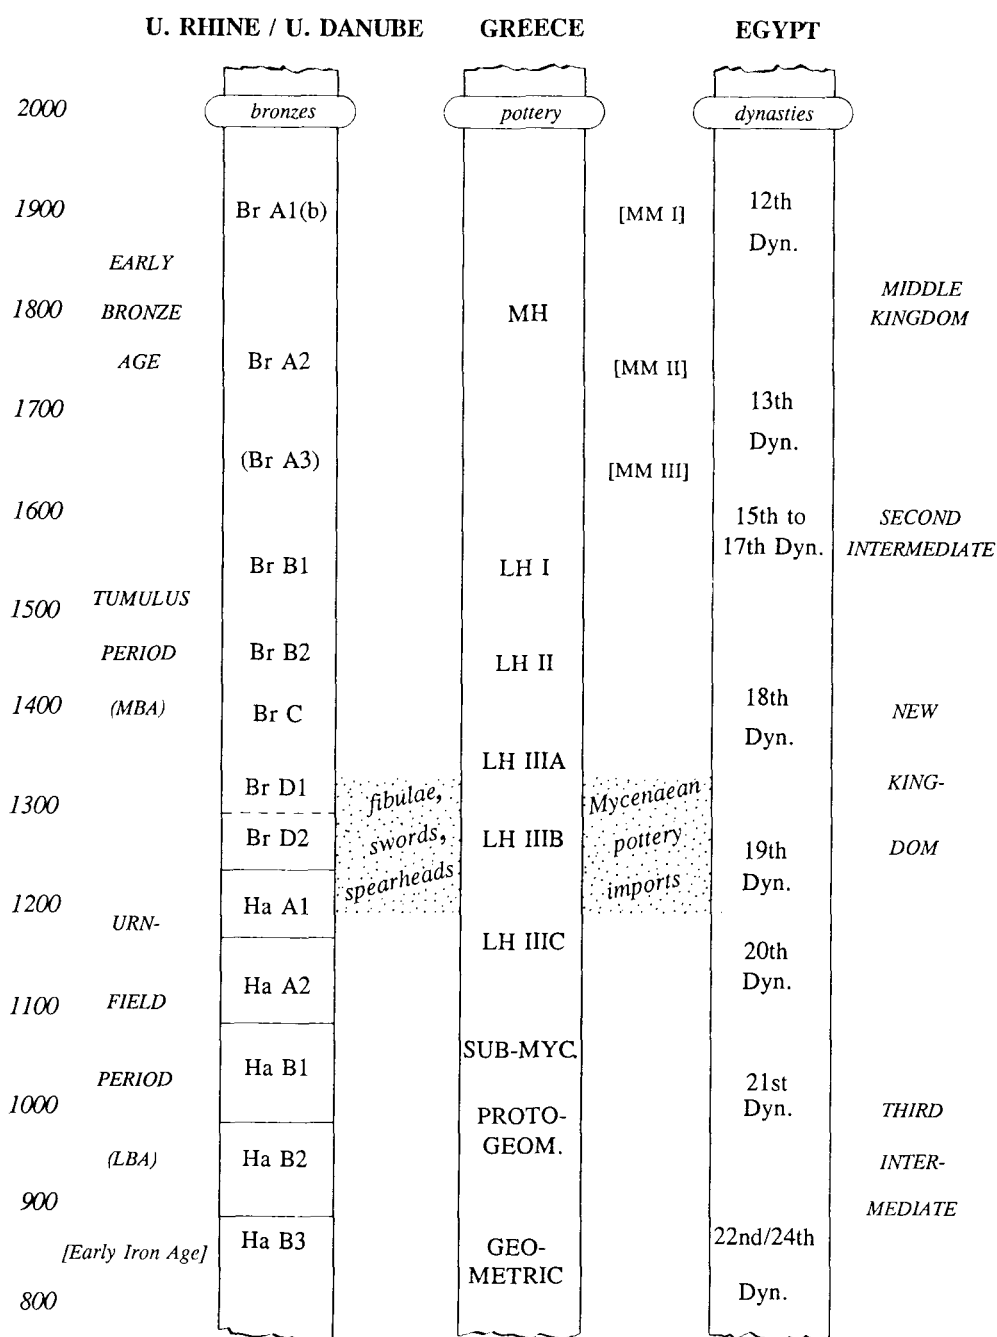 U. RHINE / U. DANUBE GREECE EGYPT
2000 bronzes pottery dynasties
1900 Br A1(b) [MM I] 12th
Dyn.
EARLY
1800 BRONZE MH MIDDLE
KINGDOM
AGE Br A2 [MM II]
1700 13th
Dyn.
(Br A3) [MM III]
1600 15th to SECOND
17th Dyn. INTERMEDIATE
Br B1 LH I
1500 TUMULUS
PERIOD Br B2 LH II
1400 (MBA) Br C 18th NEW
Dyn.
LH IIIA
Br D1 KING-
1300 fibulae, Mycenaean
Br D2 swords, LH IIIB pottery 19th DOM
spearheads imports Dyn.
1200 Ha A1
URN-
LH IIIC 20th
Ha A2 Dyn.
1100 FIELD
SUB-MYC.
Ha B1
PERIOD 21st
1000 PROTO- Dyn. THIRD
GEOM.
(LBA) Ha B2 INTER-
900 MEDIATE
[Early Iron Age] Ha B3 GEO- 22nd/24th
METRIC
800 Dyn.